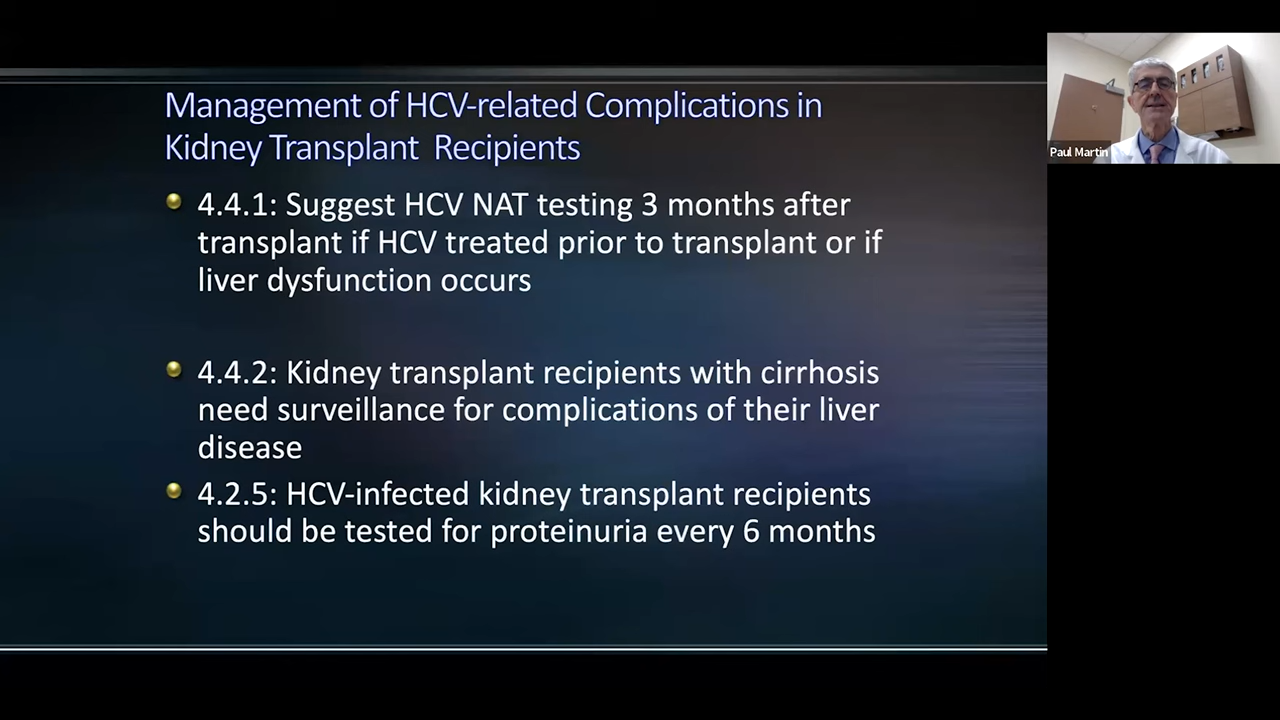 Management of HCV-related Complications in
Kidney Transplant Recipients
4.4.1: Suggest HCV NAT testing 3 months after
transplant if HCV treated prior to transplant or if
liver dysfunction occurs
4.4.2: Kidney transplant recipients with cirrhosis
need surveillance for complications of their liver
disease
4.2.5: HCV-infected kidney transplant recipients
should be tested for proteinuria every 6 months
Paul Martin